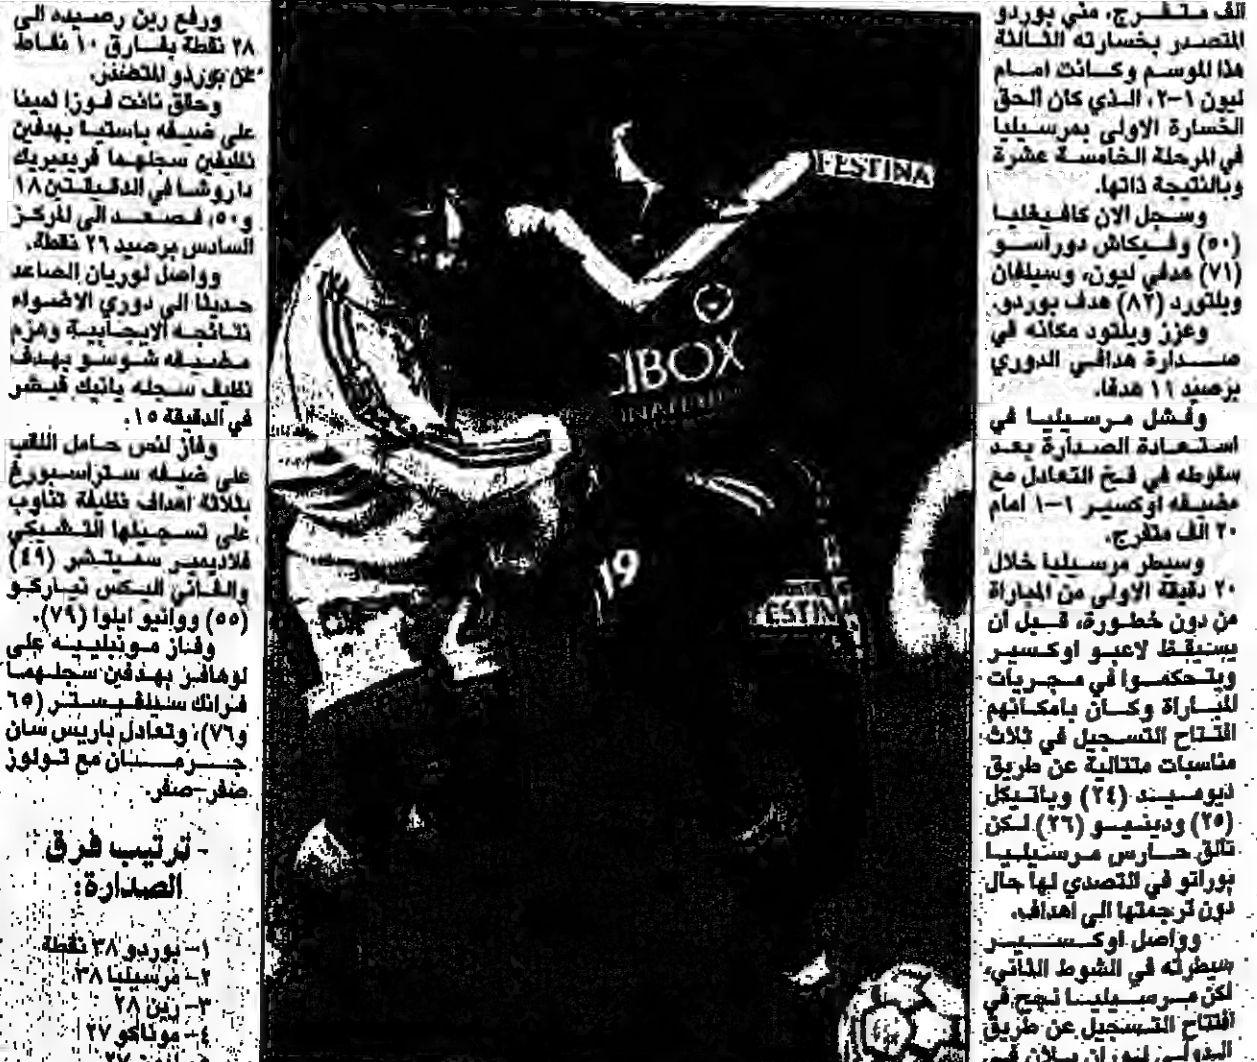 الف متفرج، مني بوردو
المتصدر بخسارته الثالثة
هذا الموسم وكانت امام
ليون ١-٢، الذي كان الحق
الخسارة الاولى بمرسيليا
في المرحلة الخامسة عشرة
وبالنتيجة ذاتها.
وسجل الان كافيغليا
(٥٠) وفيكاش دوراسو
(٧١) هدفي ليون، وسيلفان
ويلتورد (٨٢) هدف بوردو.
وعزز ويلتود مكانه في
صدارة هدافي الدوري
برصيد ١١ هدفا.
وفشل مرسيليا في
استعادة الصدارة بعد
سقوطه في فخ التعادل مع
مضيفه اوكسير ١-١ امام
٢٠ الف متفرج.
وسيطر مرسيليا خلال
٢٠ دقيقة الاولى من المباراة
من دون خطورة، قبل ان
يستيقظ لاعبو اوكسير
ويتحكموا في مجريات
المباراة وكان بامكانهم
افتتاح التسجيل في ثلاث
مناسبات متتالية عن طريق
ديوميد (٢٤) وباتيكل
(٢٥) ودينيو (٢٦) لكن
تألق حارس مرسيليا
بوراتو في التصدي لها حال
دون ترجمتها الى اهداف.
وواصل اوكسير
سيطرته في الشوط الثاني،
لكن مرسيليا نجح في
افتتاح التسجيل عن طريق
الدولي لوران بلان في
FESTINA
CIBOX
19
FESTINA
ورفع رين رصيده الى
٢٨ نقطة بفارق ١٠ نقاط
عن بوردو المتصدر.
وحقق نانت فوزا ثمينا
على ضيفه باستيا بهدفين
نظيفين سجلهما فريديريك
داروشا في الدقيقتين ١٨
و٥٠، فصعد الى المركز
السادس برصيد ٢٦ نقطة.
وواصل لوريان الصاعد
حديثا الى دوري الاضواء
نتائجه الايجابية وهزم
مضيفه شوسو بهدف
نظيف سجله ياتيك فيشر
في الدقيقة ١٥.
وفاز لنص حامل اللقب
على ضيفه ستراسبورغ
بثلاثة اهداف نظيفة تناوب
على تسجيلها التشيكي
فلاديمير سميتشر (٤٩)
والغاني اليكس نياركو
(٥٥) ووانيو ايلوا (٧٩).
وفاز مونبلييه على
لوهافر بهدفين سجلهما
فرانك سيلفيستر (٦٥
و٧٦)، وتعادل باريس سان
جرمان مع تولوز
صفر-صفر.
- ترتيب فرق
الصدارة:
١- بوردو ٣٨ نقطة
٢- مرسيليا ٣٨
٣- رين ٢٨
٤- موناكو ٢٧